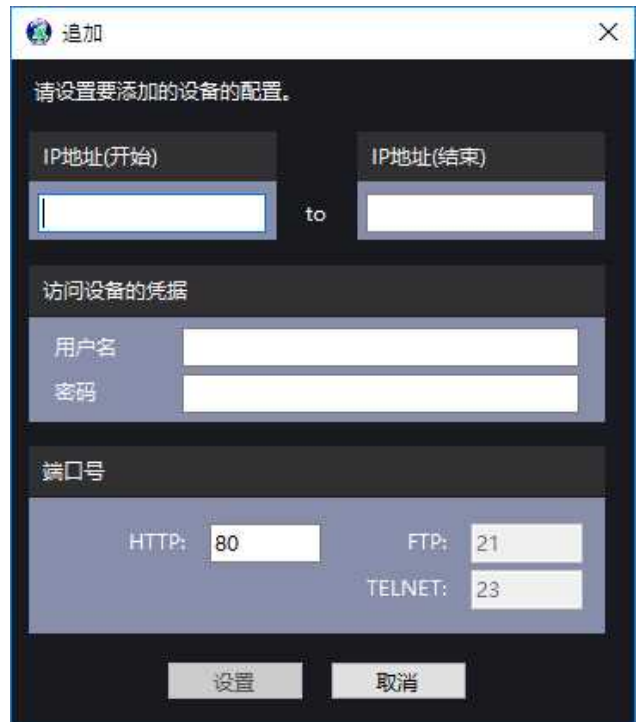 追加
请设置要添加的设备的配置。
IP地址(开始)
to
IP地址(结束)
访问设备的凭据
用户名
密码
端口号
HTTP: 80
FTP: 21
TELNET: 23
设置
取消